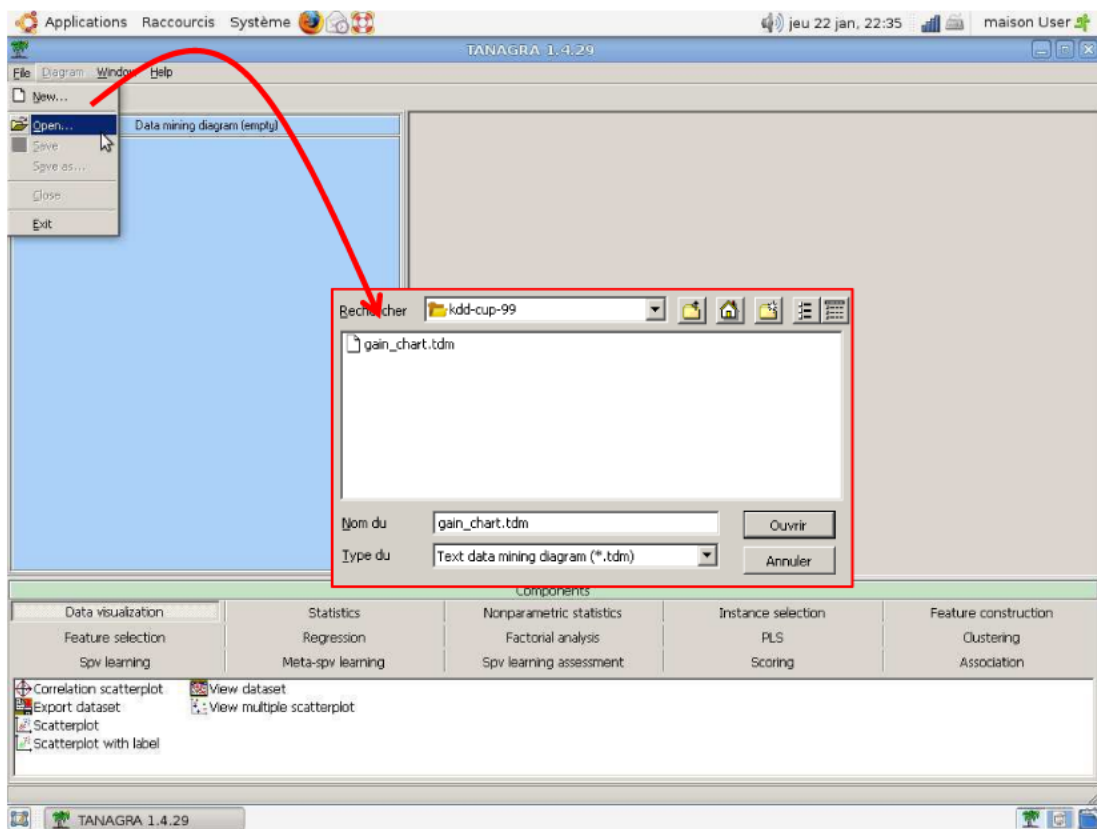 Applications Raccourcis Système jeu 22 jan, 22:35 maison User
TANAGRA 1.4.29
File Diagram Window Help
New...
Open...
Save
Save as...
Close
Exit
Data mining diagram (empty)
Rechercher kdd-cup-99
gain_chart.tdm
Nom du gain_chart.tdm Ouvrir
Type du Text data mining diagram (*.tdm) Annuler
Components
Data visualization Statistics Nonparametric statistics Instance selection Feature construction
Feature selection Regression Factorial analysis PLS Clustering
Spv learning Meta-spv learning Spv learning assessment Scoring Association
Correlation scatterplot View dataset
Export dataset View multiple scatterplot
Scatterplot
Scatterplot with label
TANAGRA 1.4.29